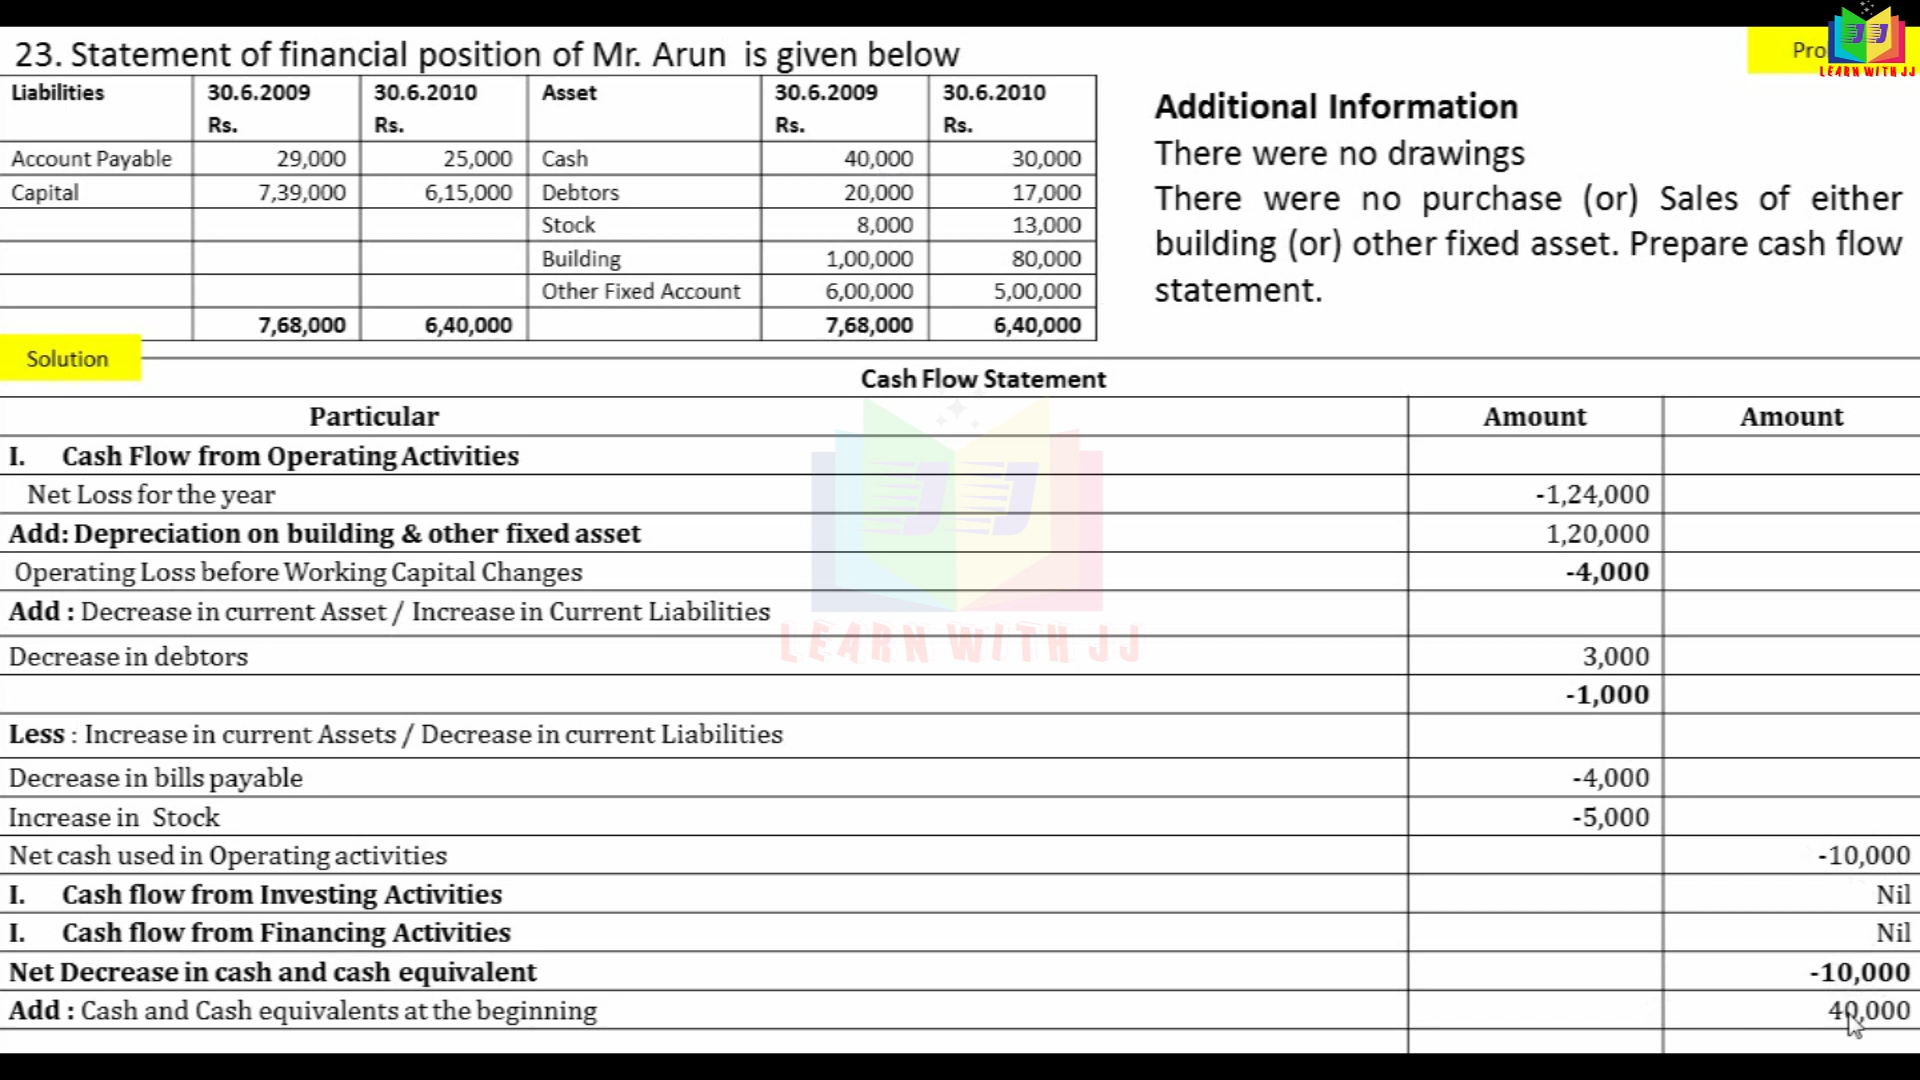 23. Statement of financial position of Mr. Arun is given below
Pro
LEARN WITH JJ
Liabilities 30.6.2009 Rs. 30.6.2010 Rs. Asset 30.6.2009 Rs. 30.6.2010 Rs.
Account Payable 29,000 25,000 Cash 40,000 30,000
Capital 7,39,000 6,15,000 Debtors 20,000 17,000
Stock 8,000 13,000
Building 1,00,000 80,000
Other Fixed Account 6,00,000 5,00,000
7,68,000 6,40,000 7,68,000 6,40,000
Additional Information
There were no drawings
There were no purchase (or) Sales of either
building (or) other fixed asset. Prepare cash flow
statement.
Solution
Cash Flow Statement
Particular Amount Amount
I. Cash Flow from Operating Activities
Net Loss for the year -1,24,000
Add: Depreciation on building & other fixed asset 1,20,000
Operating Loss before Working Capital Changes -4,000
Add : Decrease in current Asset / Increase in Current Liabilities
LEARN WITH JJ
Decrease in debtors 3,000
-1,000
Less : Increase in current Assets / Decrease in current Liabilities
Decrease in bills payable -4,000
Increase in Stock -5,000
Net cash used in Operating activities -10,000
I. Cash flow from Investing Activities Nil
I. Cash flow from Financing Activities Nil
Net Decrease in cash and cash equivalent -10,000
Add : Cash and Cash equivalents at the beginning 40,000